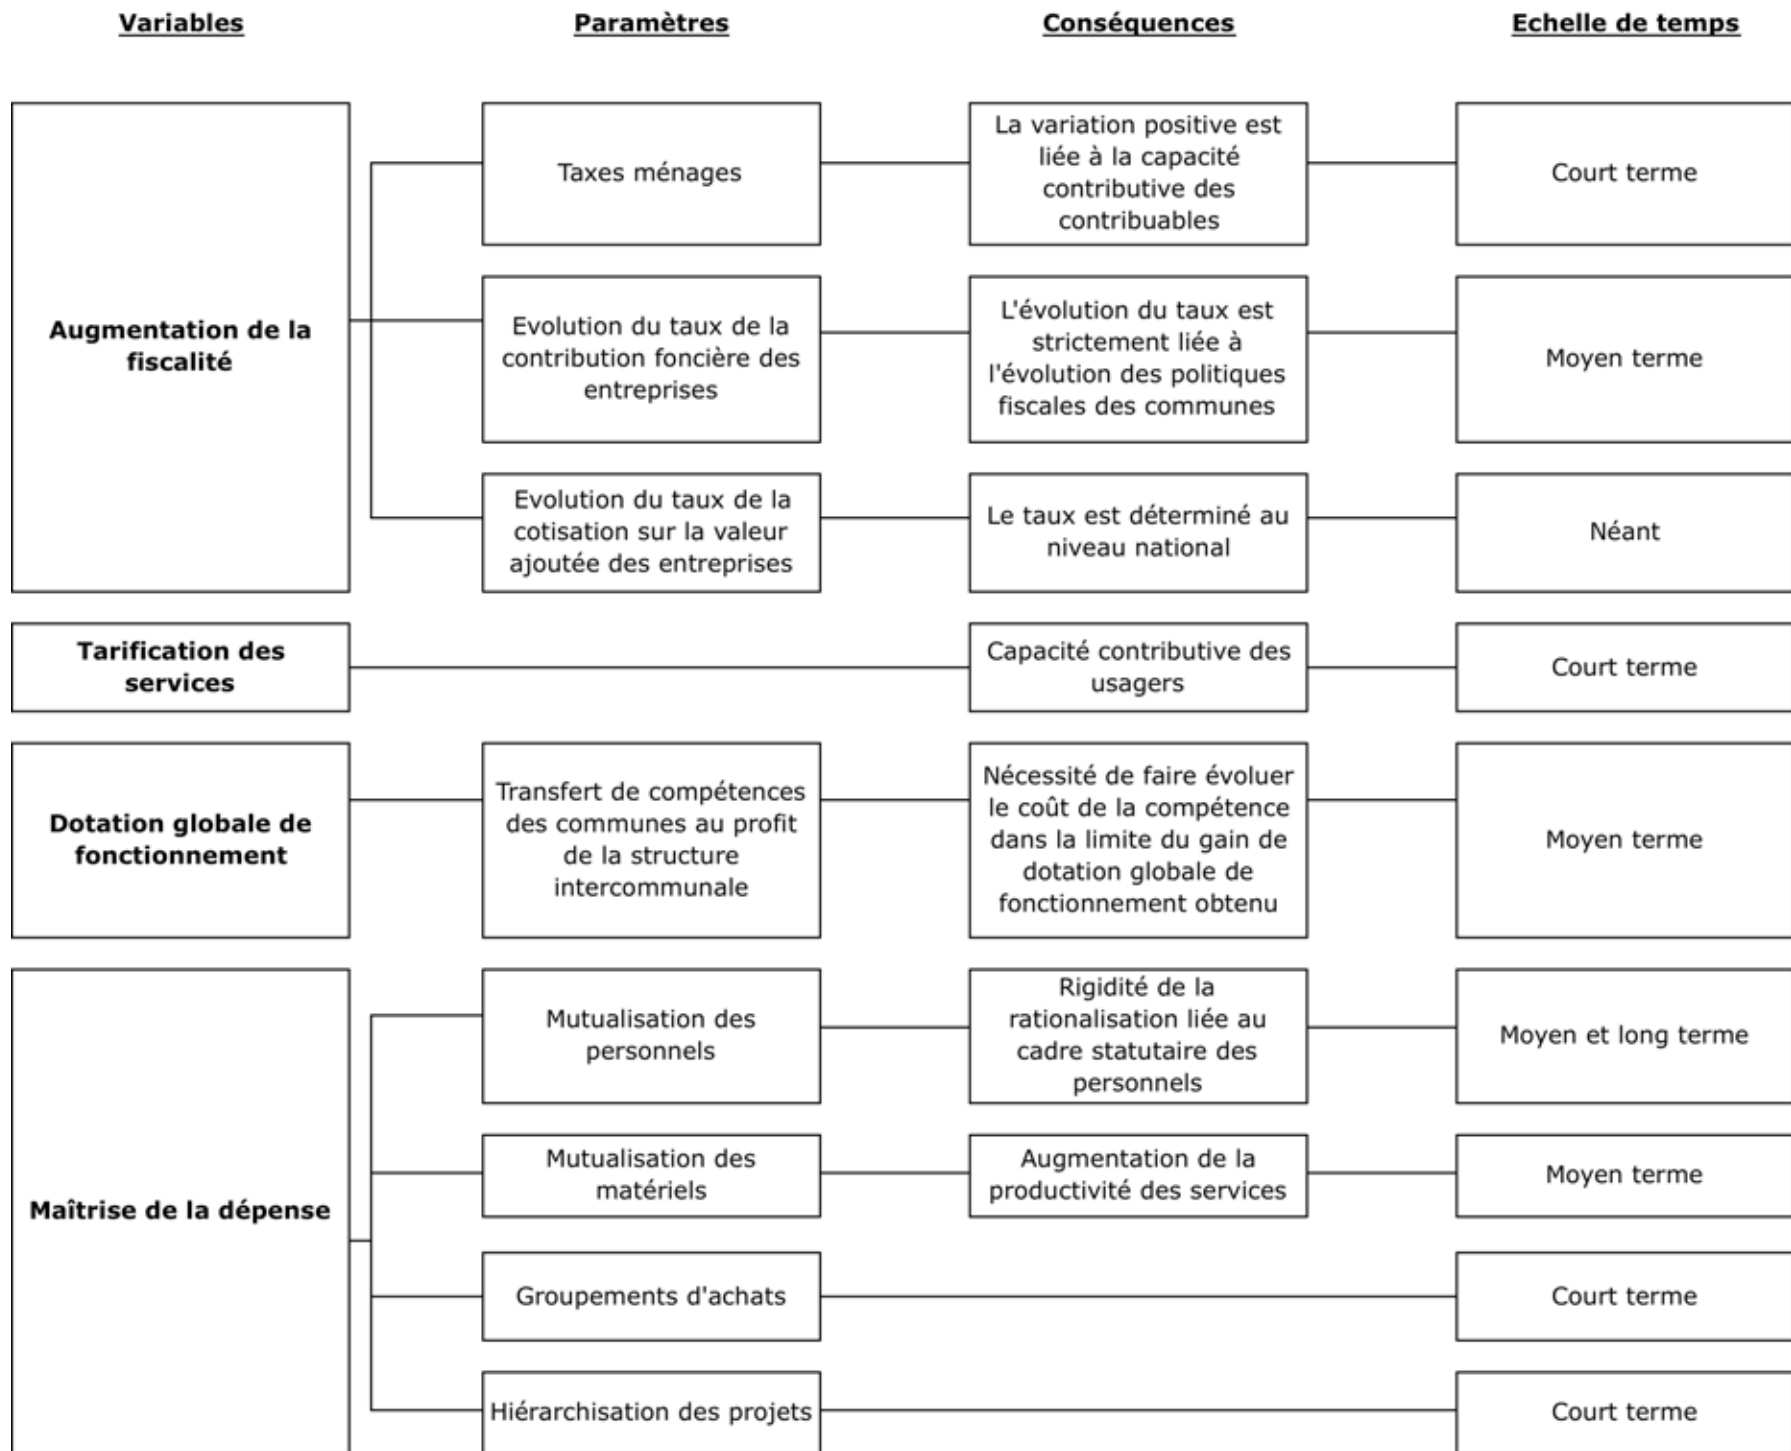 Variables
Paramètres
Conséquences
Echelle de temps
Augmentation de la
fiscalité
Taxes ménages
La variation positive est
liée à la capacité
contributive des
contribuables
Court terme
Evolution du taux de la
contribution foncière des
entreprises
L'évolution du taux est
strictement liée à
l'évolution des politiques
fiscales des communes
Moyen terme
Evolution du taux de la
cotisation sur la valeur
ajoutée des entreprises
Le taux est déterminé au
niveau national
Néant
Tarification des
services
Capacité contributive des
usagers
Court terme
Dotation globale de
fonctionnement
Transfert de compétences
des communes au profit
de la structure
intercommunale
Nécessité de faire évoluer
le coût de la compétence
dans la limite du gain de
dotation globale de
fonctionnement obtenu
Moyen terme
Maîtrise de la dépense
Mutualisation des
personnels
Rigidité de la
rationalisation liée au
cadre statutaire des
personnels
Moyen et long terme
Mutualisation des
matériels
Augmentation de la
productivité des services
Moyen terme
Groupements d'achats
Court terme
Hiérarchisation des projets
Court terme